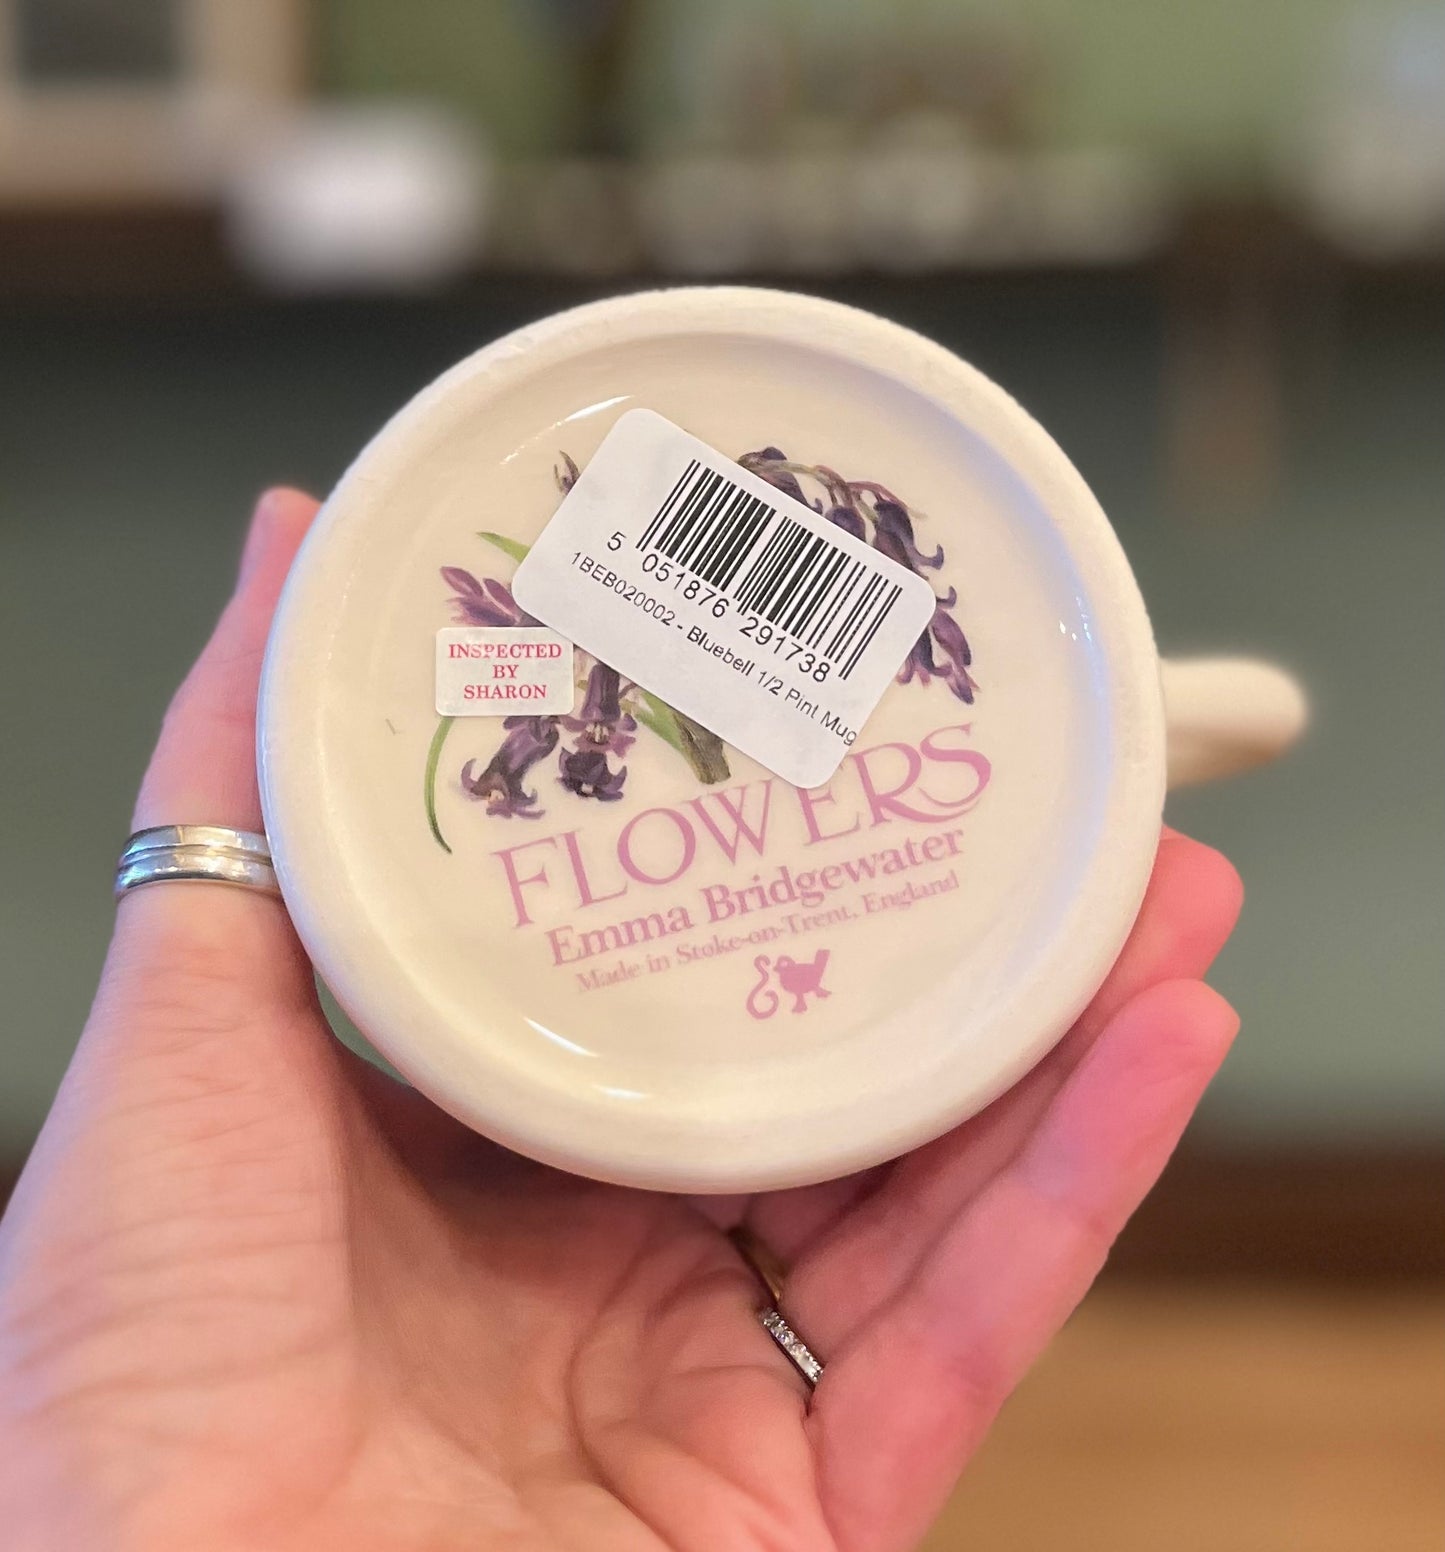 5 051876 291738
1BEB020002 - Bluebell 1/2 Pint Mug
INSPECTED
BY
SHARON
FLOWERS
Emma Bridgewater
Made in Stoke-on-Trent, England